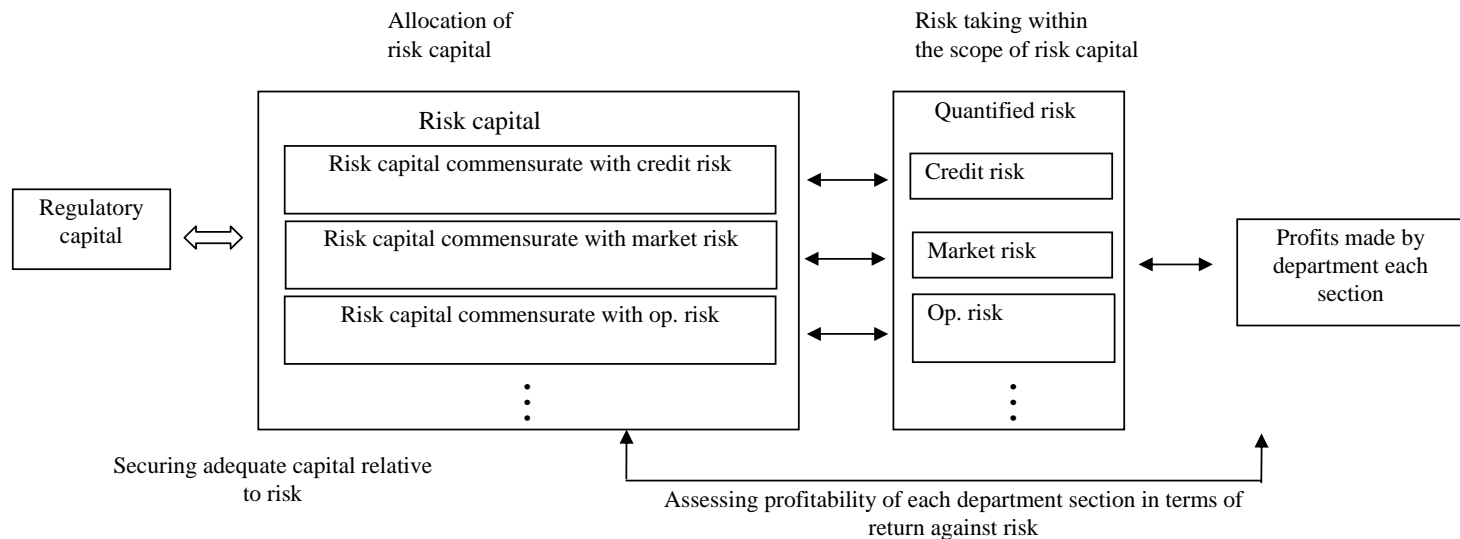 Allocation of
risk capital
Risk taking within
the scope of risk capital
Risk capital
Quantified risk
Risk capital commensurate with credit risk
Credit risk
Regulatory
capital
Risk capital commensurate with market risk
Market risk
Profits made by
department each
section
Risk capital commensurate with op. risk
Op. risk
Securing adequate capital relative
to risk
Assessing profitability of each department section in terms of
return against risk